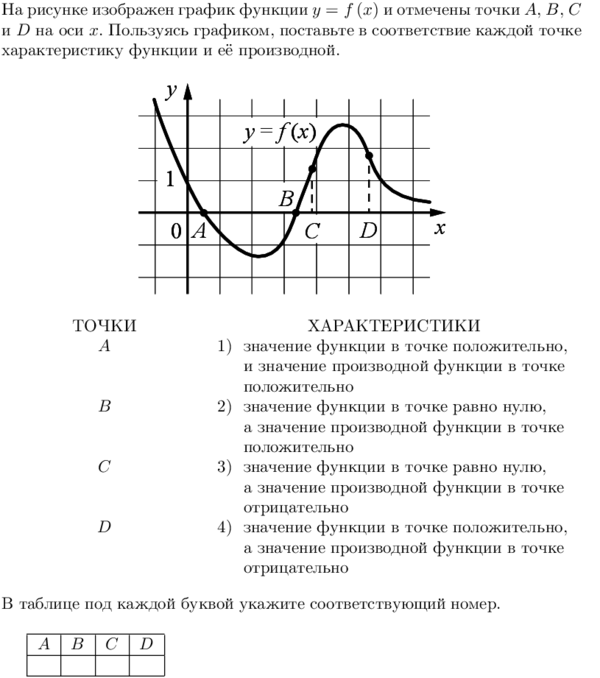 На рисунке изображен график функции y = f (x) и отмечены точки A, B, C
и D на оси x. Пользуясь графиком, поставьте в соответствие каждой точке
характеристику функции и её производной.
y
y = f(x)
1
B
0 A C D x
ТОЧКИ ХАРАКТЕРИСТИКИ
A 1) значение функции в точке положительно,
и значение производной функции в точке
положительно
B 2) значение функции в точке равно нулю,
а значение производной функции в точке
положительно
C 3) значение функции в точке равно нулю,
а значение производной функции в точке
отрицательно
D 4) значение функции в точке положительно,
а значение производной функции в точке
отрицательно
В таблице под каждой буквой укажите соответствующий номер.
A B C D